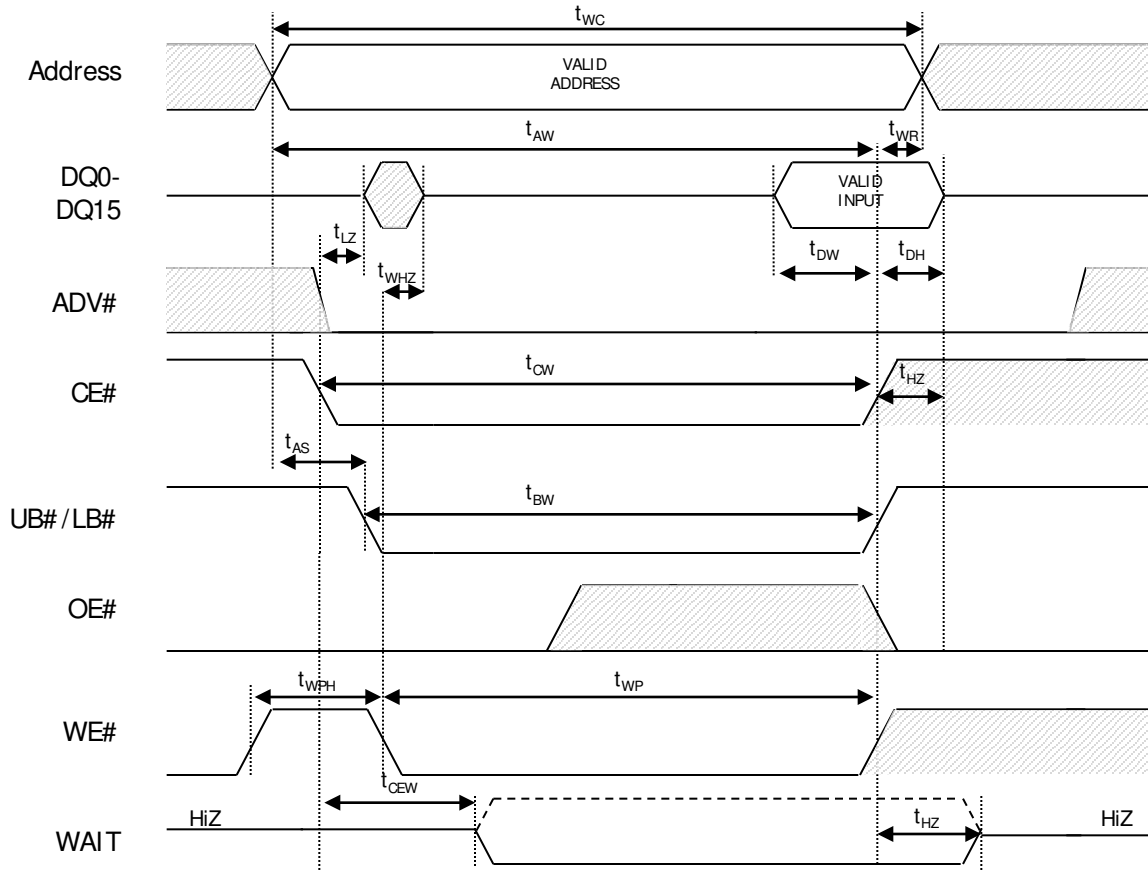 tWC
Address
VALID
ADDRESS
tAW
tWR
DQ0-
DQ15
VALID
INPUT
tLZ
tWHZ
tDW
tDH
ADV#
tCW
CE#
tHZ
tAS
tBW
UB# / LB#
OE#
tWPH
tWP
WE#
tCEW
HiZ
tHZ
HiZ
WAIT